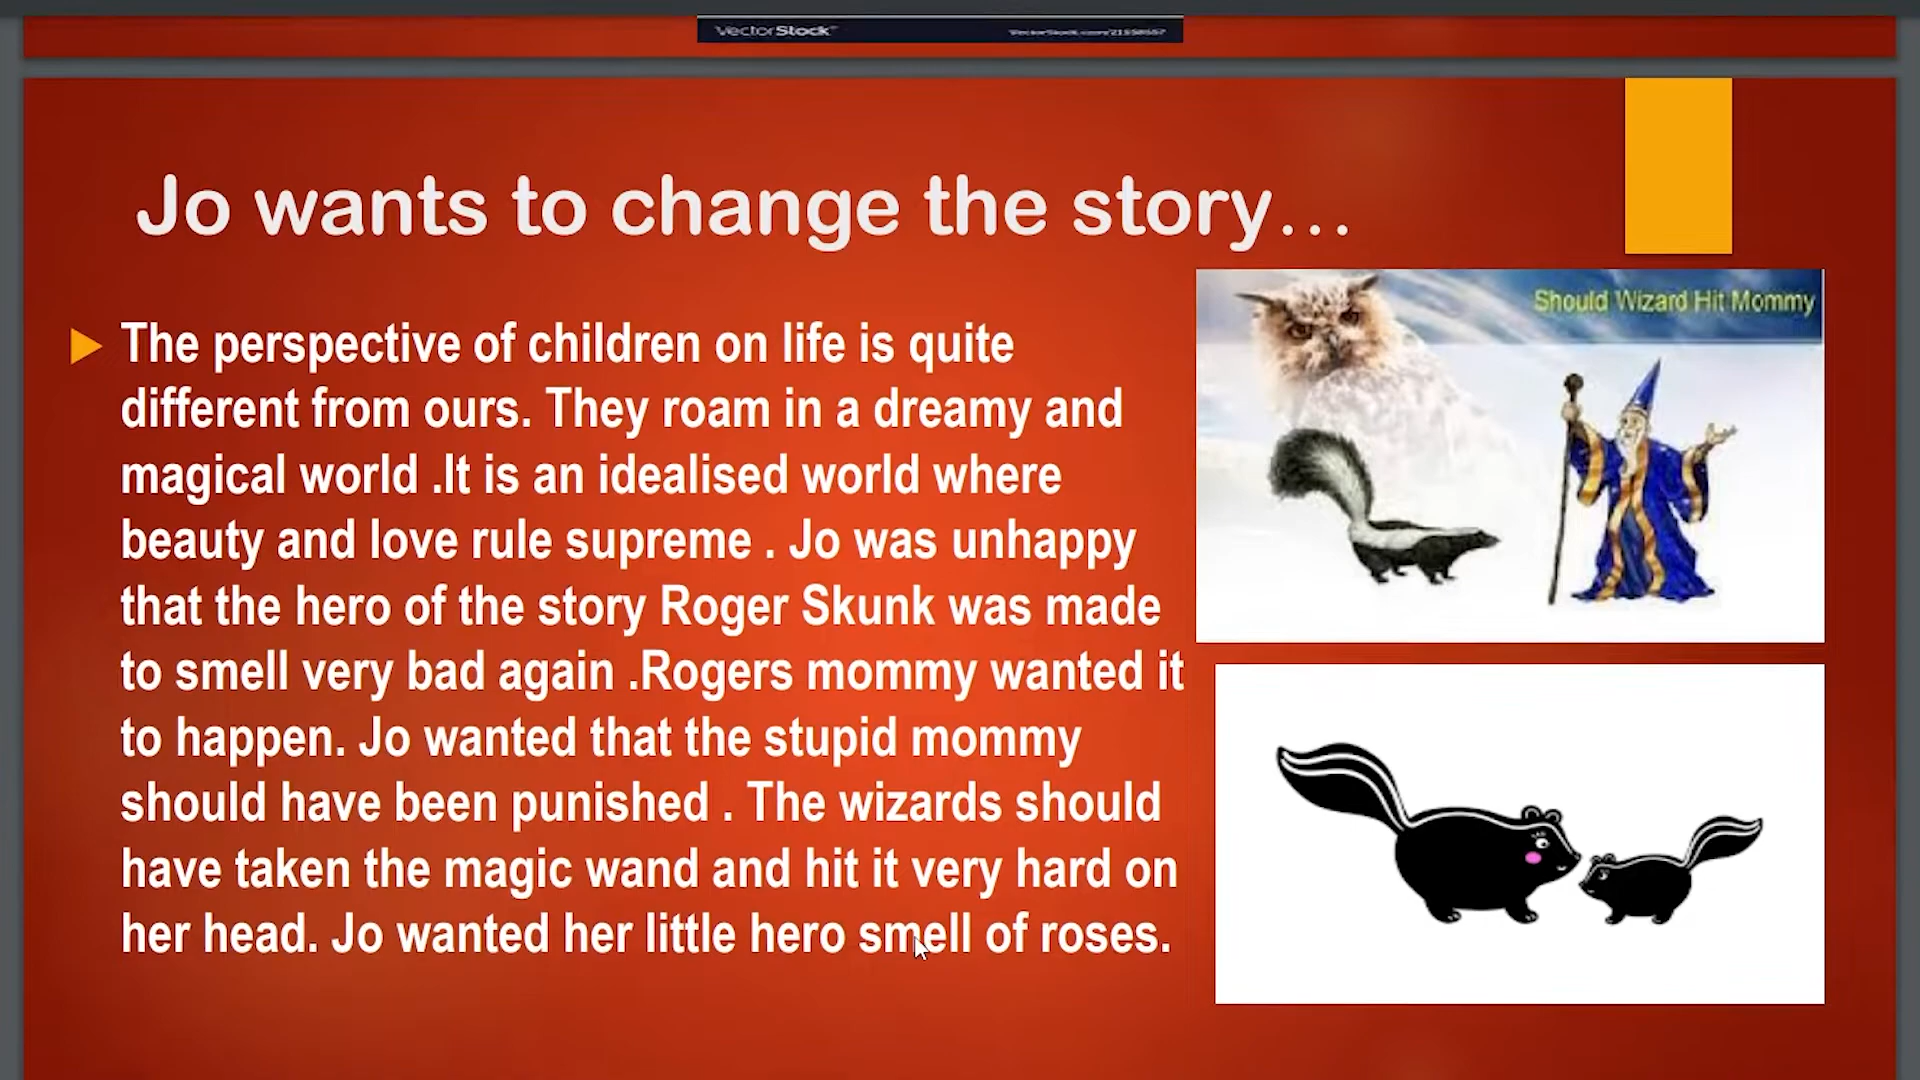 VectorStock
VectorStock.com/21358557
Jo wants to change the story...
The perspective of children on life is quite
different from ours. They roam in a dreamy and
magical world .It is an idealised world where
beauty and love rule supreme . Jo was unhappy
that the hero of the story Roger Skunk was made
to smell very bad again .Rogers mommy wanted it
to happen. Jo wanted that the stupid mommy
should have been punished . The wizards should
have taken the magic wand and hit it very hard on
her head. Jo wanted her little hero smell of roses.
Should Wizard Hit Mommy